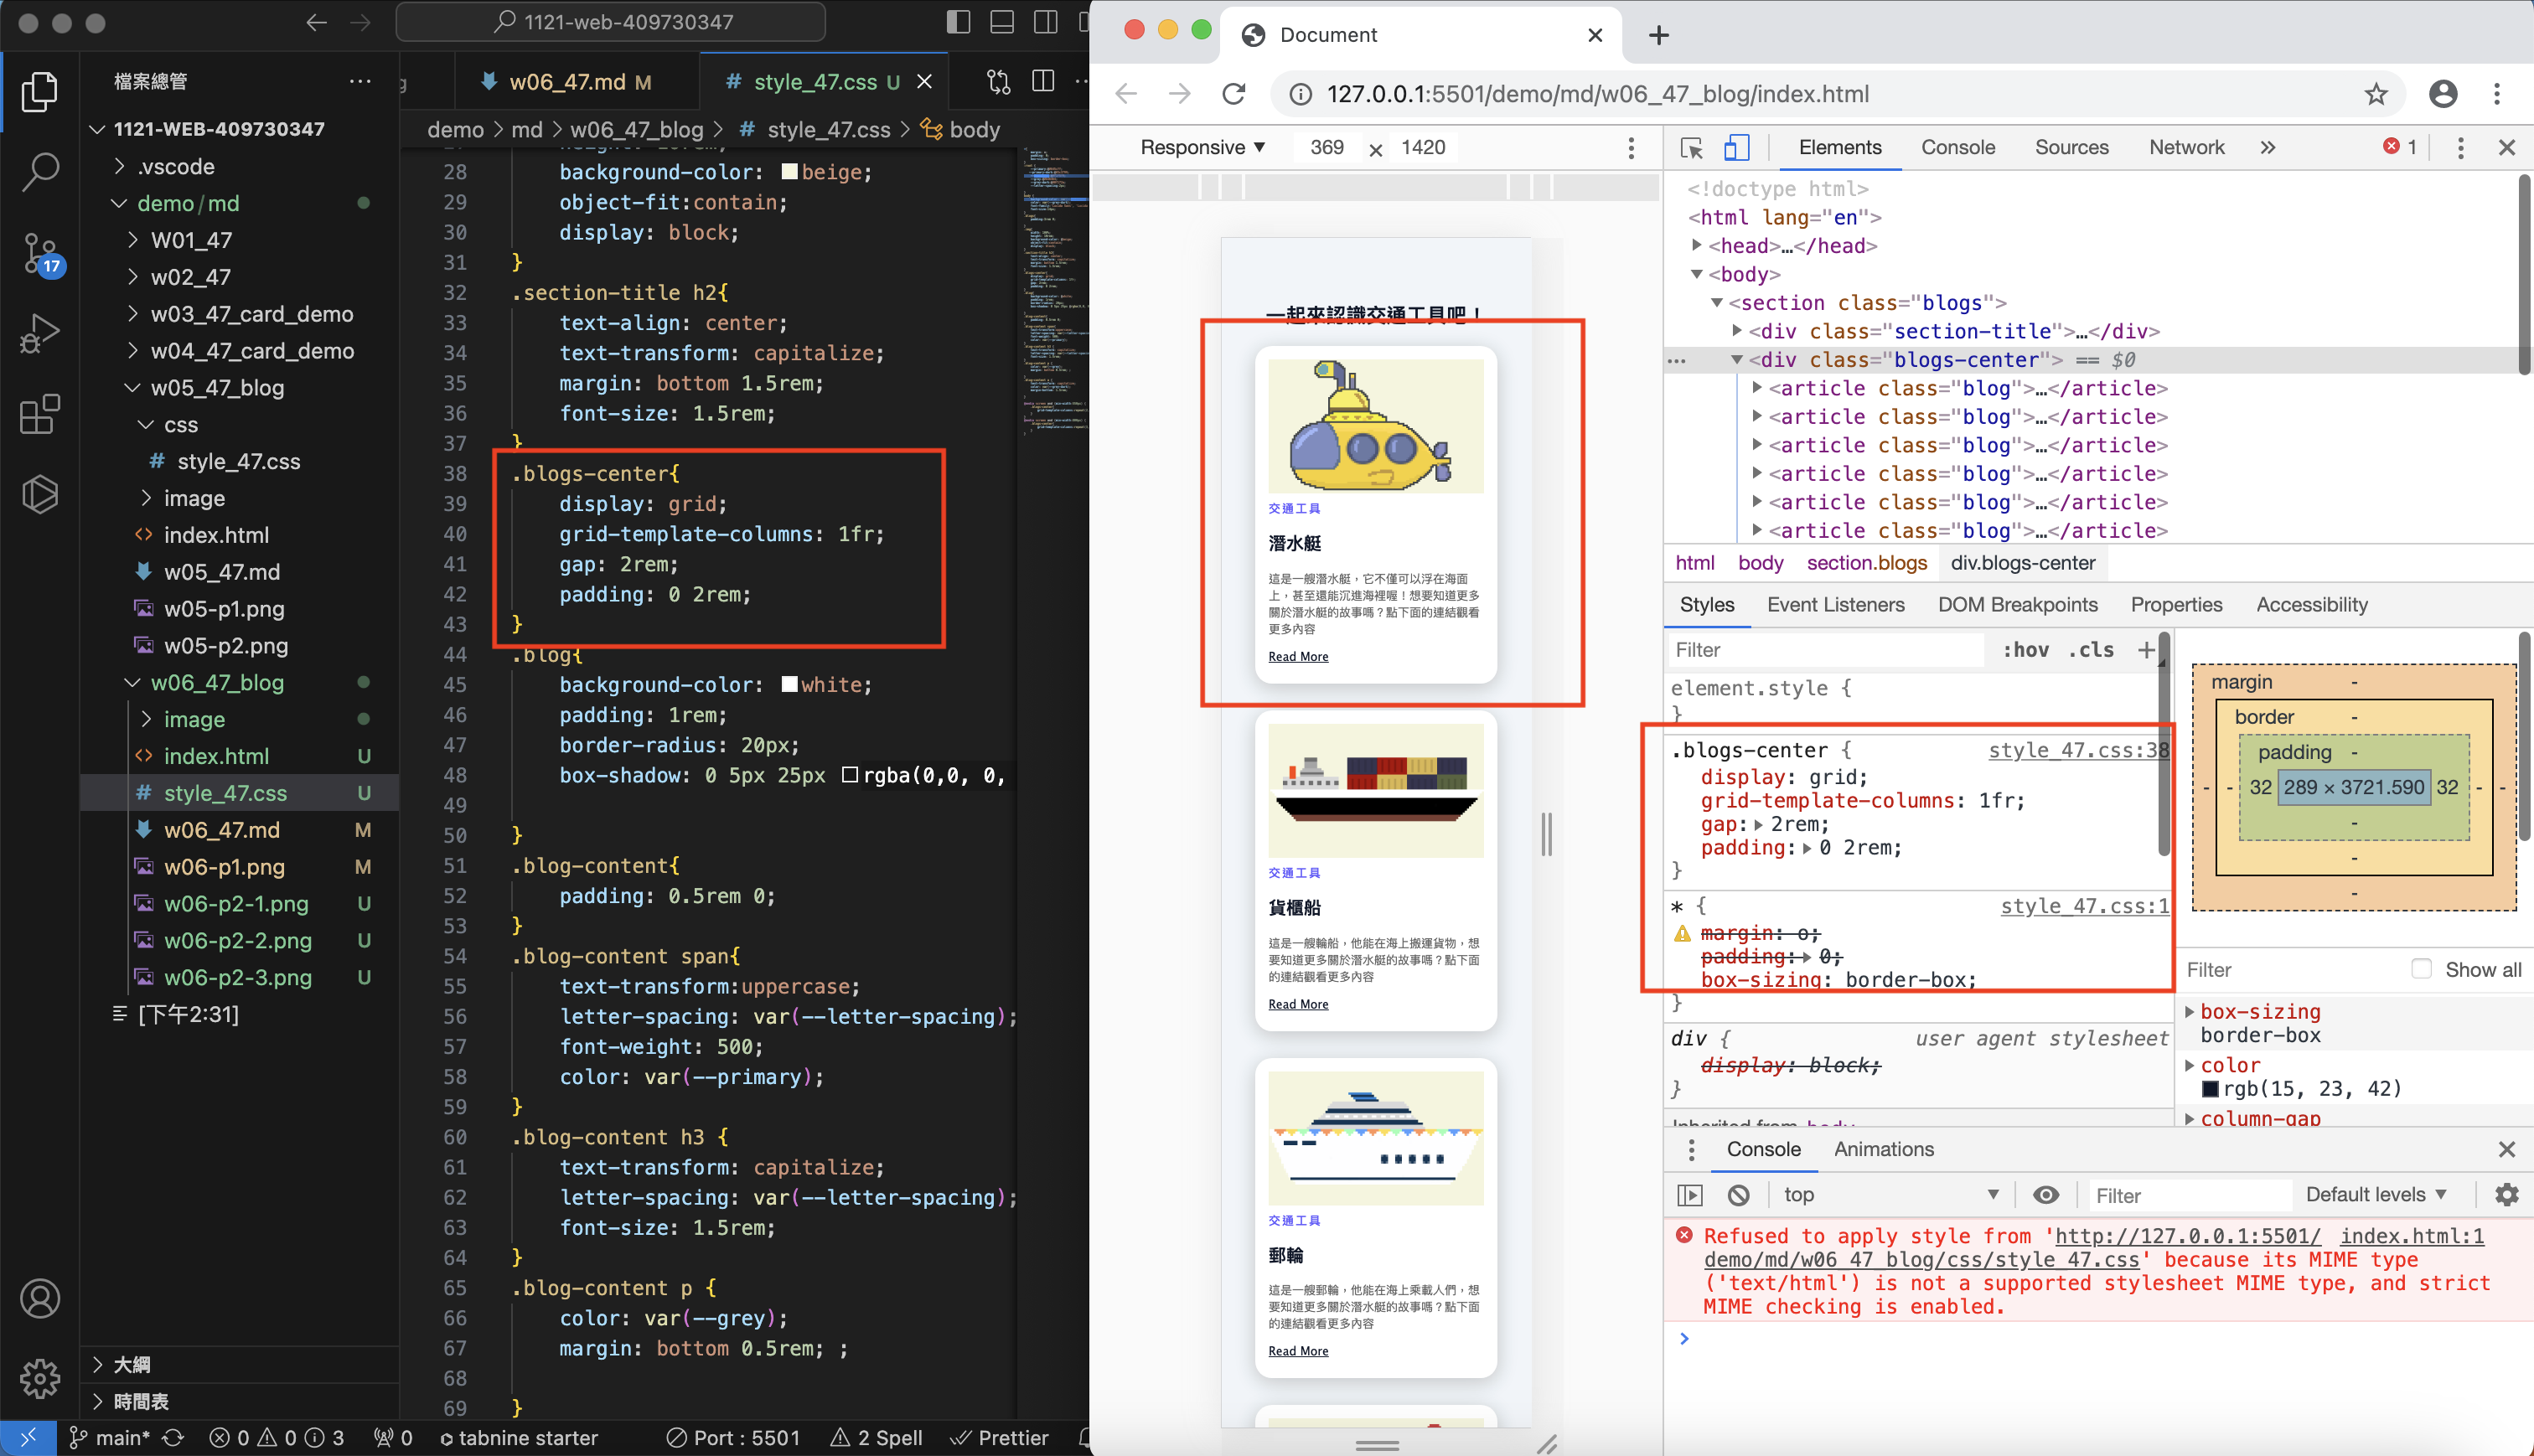 1121-web-409730347
檔案總管
1121-WEB-409730347
.vscode
demo/md
W01_47
w02_47
w03_47_card_demo
w04_47_card_demo
w05_47_blog
css
style_47.css
image
index.html
w05_47.md
w05-p1.png
w05-p2.png
w06_47_blog
image
index.html U
style_47.css U
w06_47.md M
w06-p1.png M
w06-p2-1.png U
w06-p2-2.png U
w06-p2-3.png U
[下午2:31]
大綱
時間表
17
w06_47.md M
# style_47.css U
demo > md > w06_47_blog > # style_47.css > body
28 background-color: beige;
29 object-fit:contain;
30 display: block;
31 }
32 .section-title h2{
33 text-align: center;
34 text-transform: capitalize;
35 margin: bottom 1.5rem;
36 font-size: 1.5rem;
37 }
38 .blogs-center{
39 display: grid;
40 grid-template-columns: 1fr;
41 gap: 2rem;
42 padding: 0 2rem;
43 }
44 .blog{
45 background-color: white;
46 padding: 1rem;
47 border-radius: 20px;
48 box-shadow: 0 5px 25px rgba(0,0, 0,
49
50 }
51 .blog-content{
52 padding: 0.5rem 0;
53 }
54 .blog-content span{
55 text-transform:uppercase;
56 letter-spacing: var(--letter-spacing);
57 font-weight: 500;
58 color: var(--primary);
59 }
60 .blog-content h3 {
61 text-transform: capitalize;
62 letter-spacing: var(--letter-spacing);
63 font-size: 1.5rem;
64 }
65 .blog-content p {
66 color: var(--grey);
67 margin: bottom 0.5rem; ;
68
69 }
main* 0 0 3 0 tabnine starter Port : 5501 2 Spell Prettier
Document
127.0.0.1:5501/demo/md/w06_47_blog/index.html
Responsive 369 × 1420
一起來認識交通工具吧！
交通工具
潛水艇
這是一艘潛水艇，它不僅可以浮在海面
上，甚至還能沉進海裡喔！想要知道更多
關於潛水艇的故事嗎？點下面的連結觀看
更多內容
Read More
交通工具
貨櫃船
這是一艘輪船，他能在海上搬運貨物，想
要知道更多關於潛水艇的故事嗎？點下面
的連結觀看更多內容
Read More
交通工具
郵輪
這是一艘郵輪，他能在海上乘載人們，想
要知道更多關於潛水艇的故事嗎？點下面
的連結觀看更多內容
Read More
Elements Console Sources Network » 1
<!doctype html>
<html lang="en">
<head>…</head>
<body>
<section class="blogs">
<div class="section-title">…</div>
<div class="blogs-center"> == $0
<article class="blog">…</article>
<article class="blog">…</article>
<article class="blog">…</article>
<article class="blog">…</article>
<article class="blog">…</article>
<article class="blog">…</article>
html body section.blogs div.blogs-center
Styles Event Listeners DOM Breakpoints Properties Accessibility
Filter :hov .cls +
element.style {
}
.blogs-center { style_47.css:38
display: grid;
grid-template-columns: 1fr;
gap: 2rem;
padding: 0 2rem;
}
* { style_47.css:1
margin: o;
padding: 0;
box-sizing: border-box;
}
div { user agent stylesheet
display: block;
}
Inherited from body
margin -
border -
padding -
- - 32 289 × 3721.590 32 - -
-
-
-
Filter Show all
box-sizing
border-box
color
rgb(15, 23, 42)
column-gap
Console Animations
top Filter Default levels
Refused to apply style from 'http://127.0.0.1:5501/ index.html:1
demo/md/w06_47_blog/css/style_47.css' because its MIME type
('text/html') is not a supported stylesheet MIME type, and strict
MIME checking is enabled.